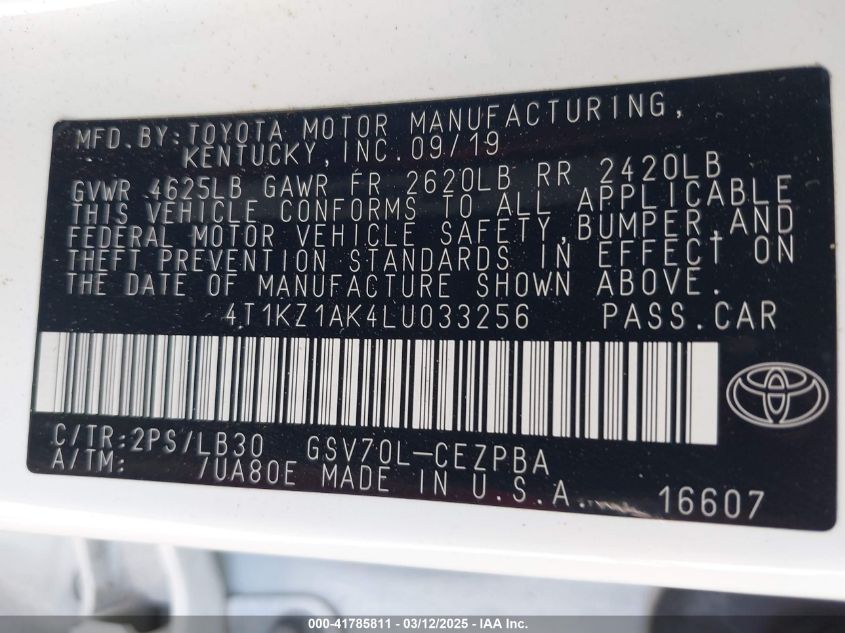 MFD. BY: TOYOTA MOTOR MANUFACTURING,
KENTUCKY, INC. 09/19
GVWR 4625LB GAWR FR 2620LB RR 2420LB
THIS VEHICLE CONFORMS TO ALL APPLICABLE
FEDERAL MOTOR VEHICLE SAFETY, BUMPER, AND
THEFT PREVENTION STANDARDS IN EFFECT ON
THE DATE OF MANUFACTURE SHOWN ABOVE.
4T1KZ1AK4LU033256 PASS.CAR
C/TR:2PS/LB30 GSV70L-CEZPBA
A/TM: /UA80E MADE IN U.S.A. 16607
000-41785811 - 03/12/2025 - IAA Inc.